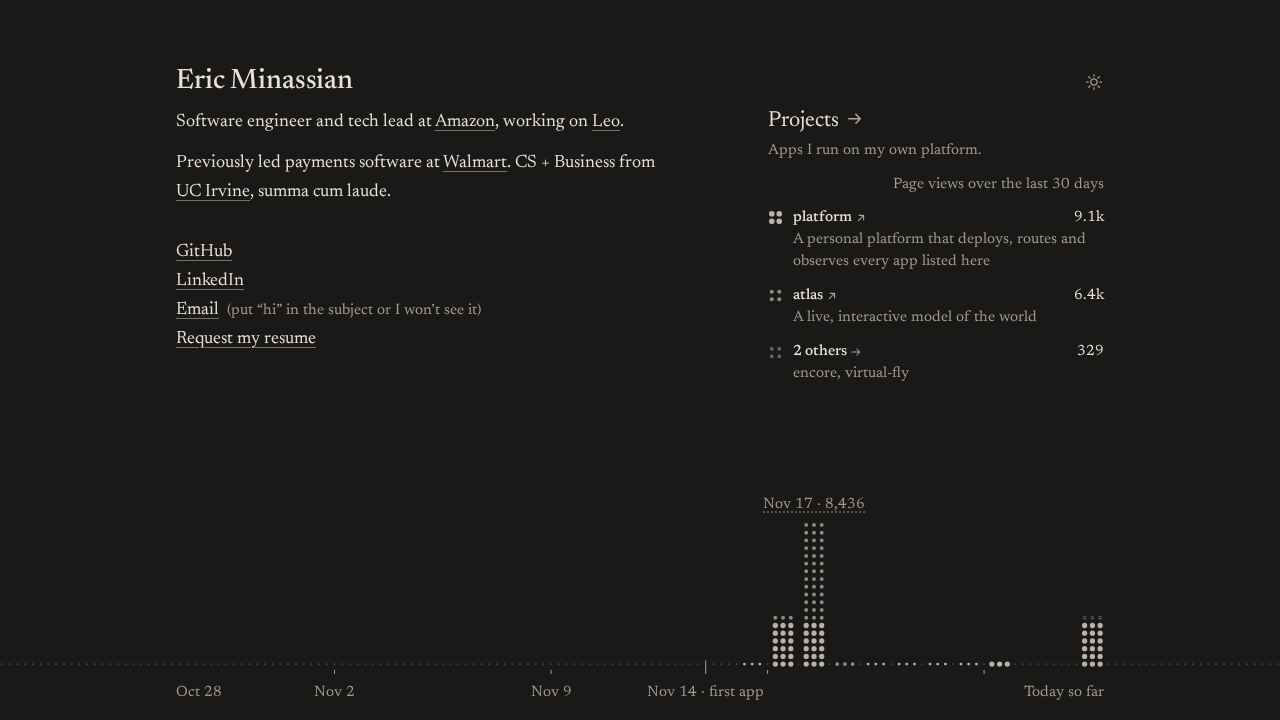 Eric Minassian
Software engineer and tech lead at Amazon, working on Leo.
Previously led payments software at Walmart. CS + Business from
UC Irvine, summa cum laude.
GitHub
LinkedIn
Email (put “hi” in the subject or I won’t see it)
Request my resume
Projects →
Apps I run on my own platform.
Page views over the last 30 days
platform ↗ 9.1k
A personal platform that deploys, routes and
observes every app listed here
atlas ↗ 6.4k
A live, interactive model of the world
2 others → 329
encore, virtual-fly
Nov 17 · 8,436
Oct 28 Nov 2 Nov 9 Nov 14 · first app Today so far